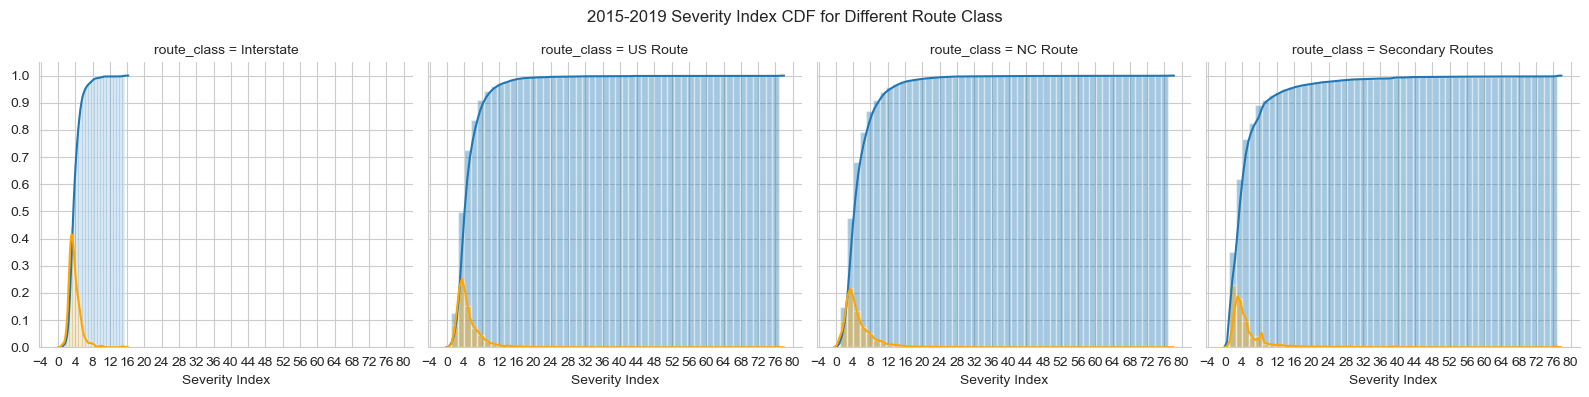 2015-2019 Severity Index CDF for Different Route Class
route_class = Interstate
route_class = US Route
route_class = NC Route
route_class = Secondary Routes
1.0
0.9
0.8
0.7
0.6
0.5
0.4
0.3
0.2
0.1
0.0
−4 0 4 8 12 16 20 24 28 32 36 40 44 48 52 56 60 64 68 72 76 80
−4 0 4 8 12 16 20 24 28 32 36 40 44 48 52 56 60 64 68 72 76 80
−4 0 4 8 12 16 20 24 28 32 36 40 44 48 52 56 60 64 68 72 76 80
−4 0 4 8 12 16 20 24 28 32 36 40 44 48 52 56 60 64 68 72 76 80
Severity Index
Severity Index
Severity Index
Severity Index